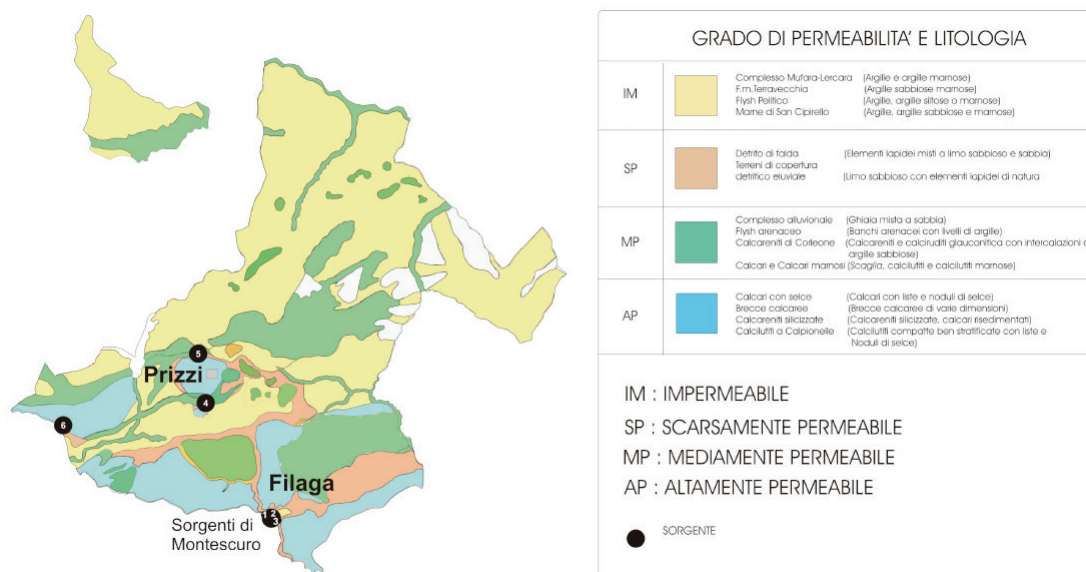 5
Prizzi
4
6
Filaga
1 2
3
Sorgenti di
Montescuro
GRADO DI PERMEABILITA' E LITOLOGIA
IM
Complesso Mufara-Lercara (Argille e argille marnose)
F.m.Terravecchia (Argille sabbiose marnose)
Flysh Pelitico (Argille, argille siltose o marnose)
Marne di San Cipirello (Argille, argille sabbiose e marnose)
SP
Detrito di falda (Elementi lapidei misti a limo sabbioso e sabbia)
Terreni di copertura
detritico eluviale (Limo sabbioso con elementi lapidei di natura
MP
Complesso alluvionale (Ghiaia mista a sabbia)
Flysh arenaceo (Banchi arenacei con livelli di argille)
Calcareniti di Corleone (Calcareniti e calciruditi glauconitica con intercalazioni d
argille sabbiose)
Calcari e Calcari marnosi (Scaglia, calcilutiti e calcilutiti marnose)
AP
Calcari con selce (Calcari con liste e noduli di selce)
Brecce calcaree (Brecce calcaree di varie dimensioni)
Calcareniti silicizzate (Calcareniti silicizzate, calcari risedimentati)
Calcilutiti a Calpionelle (Calcilutiti compatte ben stratificate con liste e
Noduli di selce)
IM : IMPERMEABILE
SP : SCARSAMENTE PERMEABILE
MP : MEDIAMENTE PERMEABILE
AP : ALTAMENTE PERMEABILE
SORGENTE